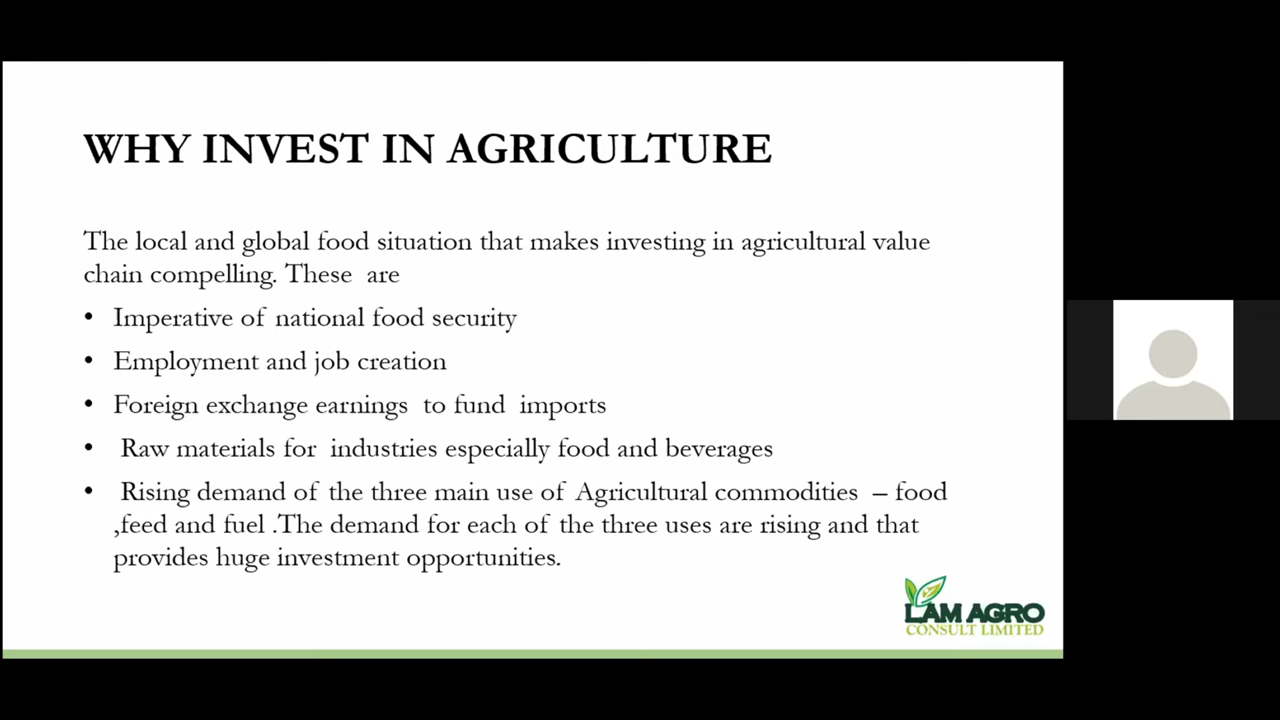 WHY INVEST IN AGRICULTURE
The local and global food situation that makes investing in agricultural value
chain compelling. These  are
• Imperative of national food security
• Employment and job creation
• Foreign exchange earnings  to fund  imports
•  Raw materials for  industries especially food and beverages
•  Rising demand of the three main use of Agricultural commodities  – food
,feed and fuel .The demand for each of the three uses are rising and that
provides huge investment opportunities.
LAM AGRO
CONSULT LIMITED